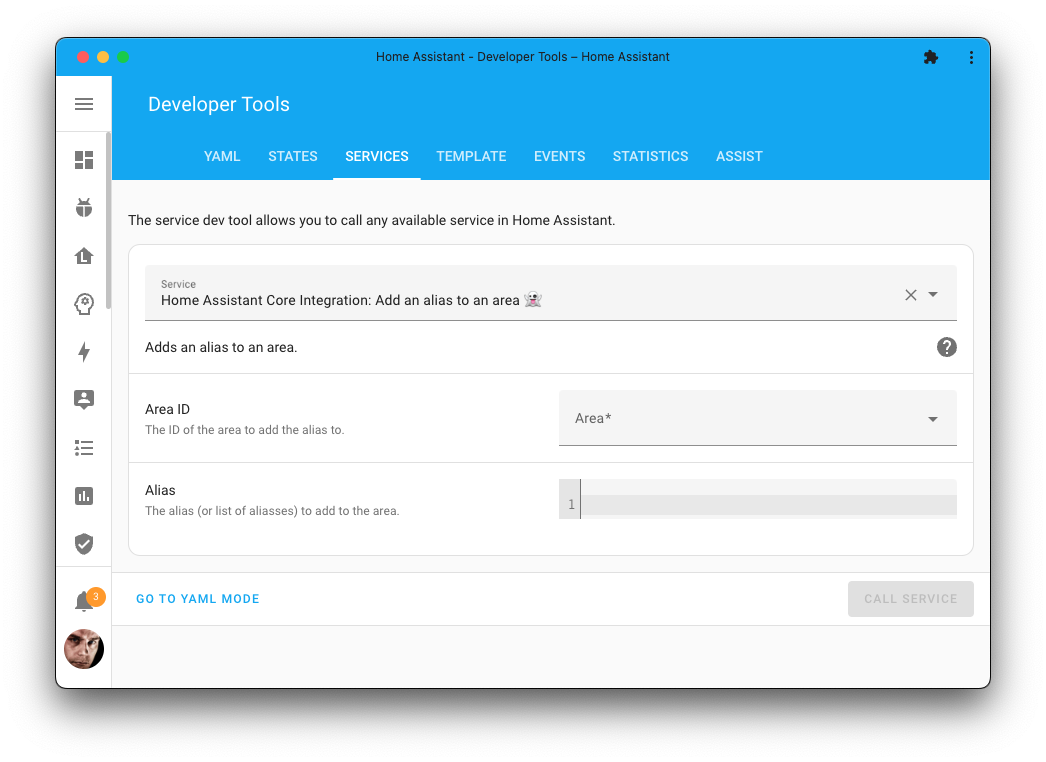 Home Assistant - Developer Tools – Home Assistant
Developer Tools
YAML STATES SERVICES TEMPLATE EVENTS STATISTICS ASSIST
The service dev tool allows you to call any available service in Home Assistant.
Service
Home Assistant Core Integration: Add an alias to an area 👻
Adds an alias to an area.
Area ID
The ID of the area to add the alias to.
Area*
Alias
The alias (or list of aliasses) to add to the area.
1
3
GO TO YAML MODE
CALL SERVICE